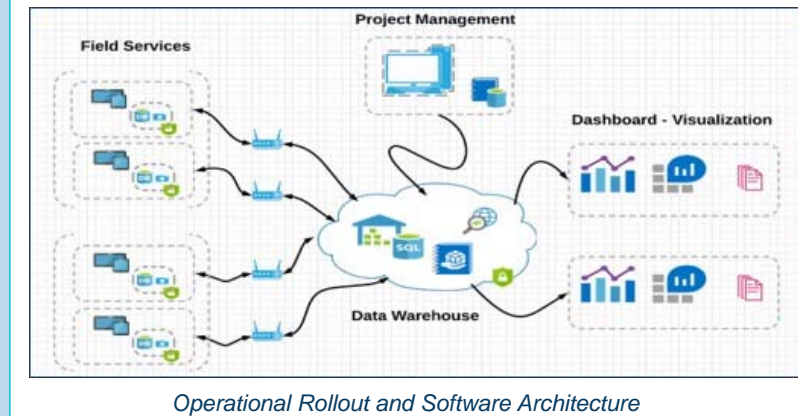 Project Management
Field Services
Dashboard - Visualization
SQL
Data Warehouse
Operational Rollout and Software Architecture